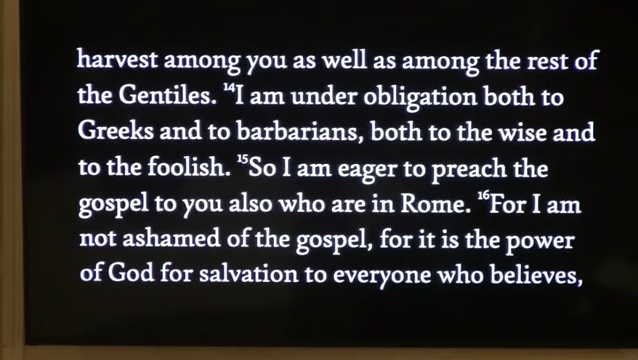 harvest among you as well as among the rest of
the Gentiles. ¹⁴I am under obligation both to
Greeks and to barbarians, both to the wise and
to the foolish. ¹⁵So I am eager to preach the
gospel to you also who are in Rome. ¹⁶For I am
not ashamed of the gospel, for it is the power
of God for salvation to everyone who believes,